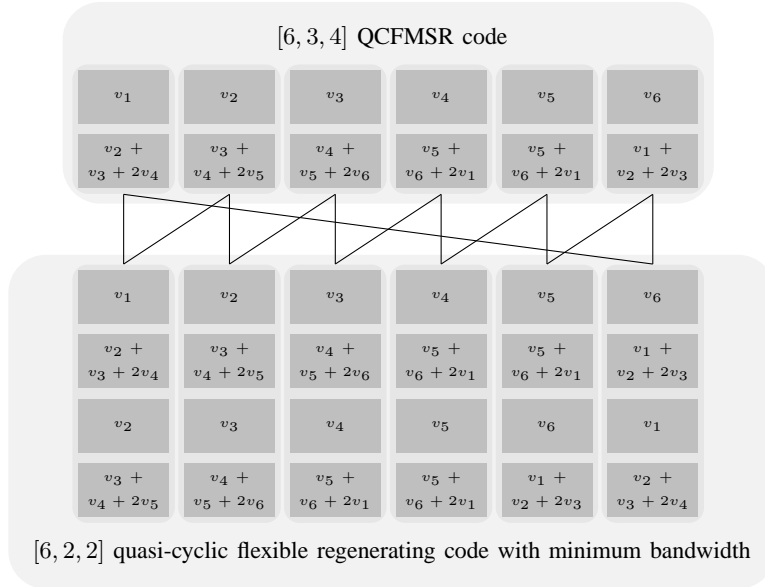 [6, 3, 4] QCFMSR code
v₁ v₂ v₃ v₄ v₅ v₆
v₂ + v₃ + v₄ + v₅ + v₅ + v₁ +
v₃ + 2v₄ v₄ + 2v₅ v₅ + 2v₆ v₆ + 2v₁ v₆ + 2v₁ v₂ + 2v₃
v₁ v₂ v₃ v₄ v₅ v₆
v₂ + v₃ + v₄ + v₅ + v₅ + v₁ +
v₃ + 2v₄ v₄ + 2v₅ v₅ + 2v₆ v₆ + 2v₁ v₆ + 2v₁ v₂ + 2v₃
v₂ v₃ v₄ v₅ v₆ v₁
v₃ + v₄ + v₅ + v₅ + v₁ + v₂ +
v₄ + 2v₅ v₅ + 2v₆ v₆ + 2v₁ v₆ + 2v₁ v₂ + 2v₃ v₃ + 2v₄
[6, 2, 2] quasi-cyclic flexible regenerating code with minimum bandwidth